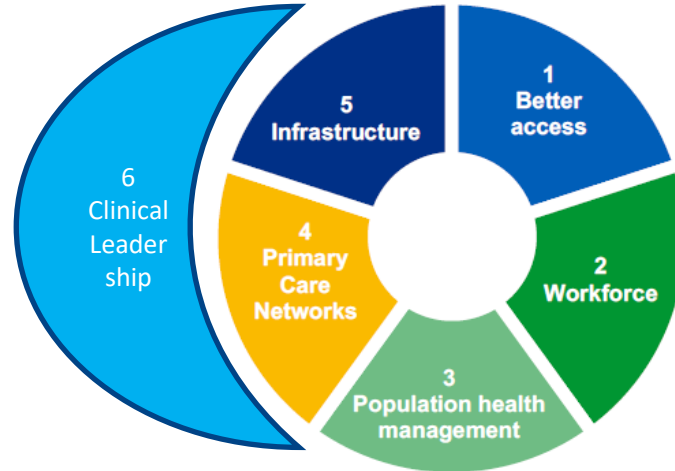 1
Better
access
2
Workforce
3
Population health
management
4
Primary
Care
Networks
5
Infrastructure
6
Clinical
Leader
ship